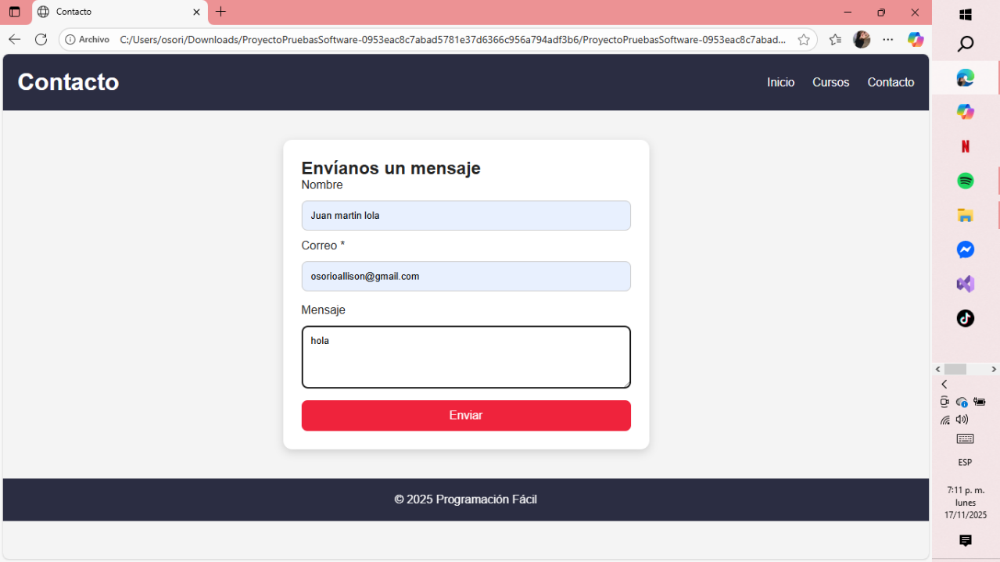 Contacto
Archivo C:/Users/osori/Downloads/ProyectoPruebasSoftware-0953eac8c7abad5781e37d6366c956a794adf3b6/ProyectoPruebasSoftware-0953eac8c7abad...
Contacto
Inicio Cursos Contacto
Envíanos un mensaje
Nombre
Juan martin lola
Correo *
osorioallison@gmail.com
Mensaje
hola
Enviar
© 2025 Programación Fácil
N
ESP
7:11 p. m.
lunes
17/11/2025